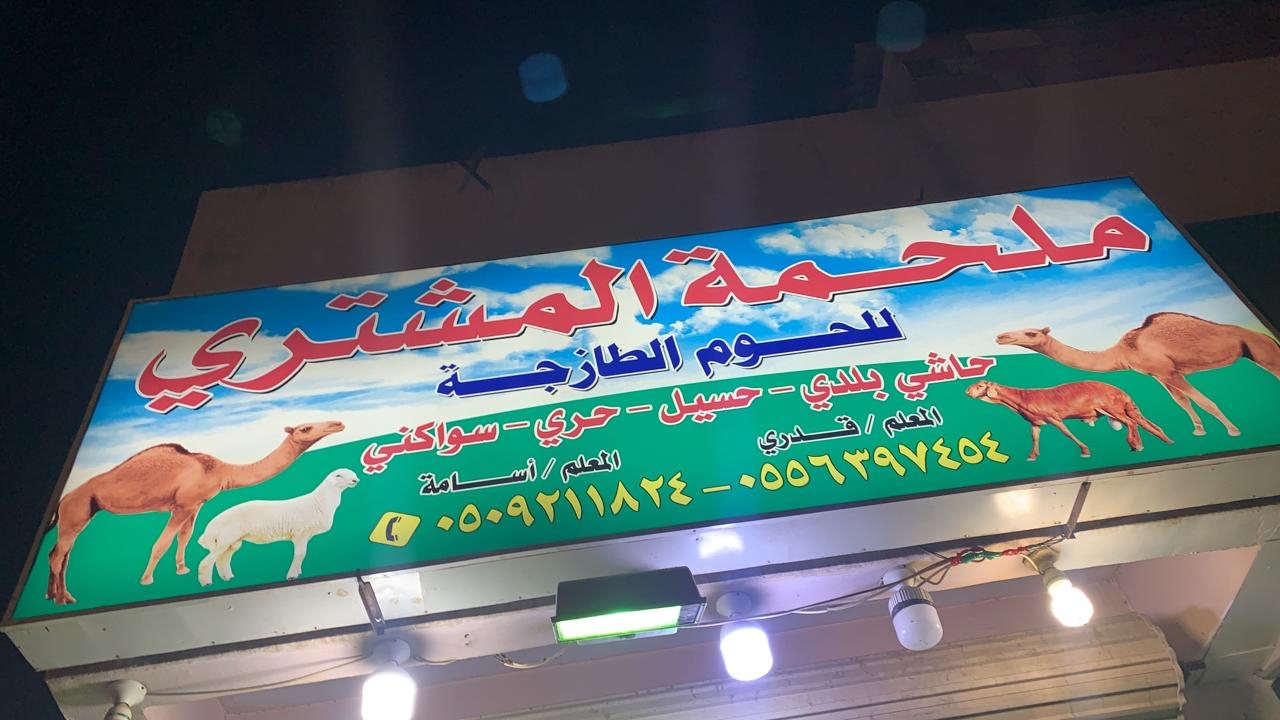 ملحمة المشتري
للحوم الطازجة
حاشي بلدي - حسيل - حري - سواكني
المعلم / قدري المعلم / أسامة
٠٥٥٦٣٩٧٤٥٤ - ٠٥٠٩٢١١٨٢٤